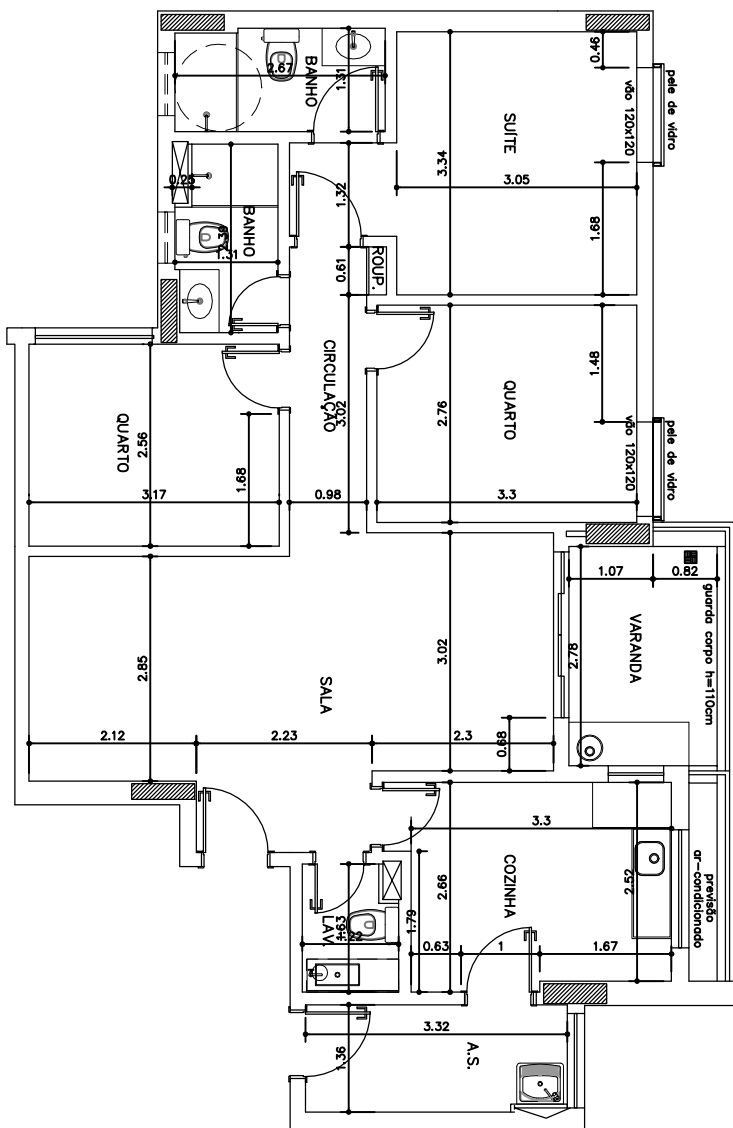 BANHO
2.67
1.31
SUÍTE
3.34
3.05
0.46
vão 120x120
pele de vidro
1.68
1.32
0.25
BANHO
1.31
0.61
ROUP.
CIRCULAÇÃO
3.02
QUARTO
2.76
3.3
1.48
vão 120x120
pele de vidro
QUARTO
2.56
3.17
1.68
0.98
1.07
0.82
guarda corpo h=110cm
VARANDA
2.78
2.85
SALA
3.02
2.12
2.23
2.3
0.68
3.3
COZINHA
2.66
2.52
previsão
ar-condicionado
1.79
LAV.
1.63
0.63
1
1.67
3.32
A.S.
1.36